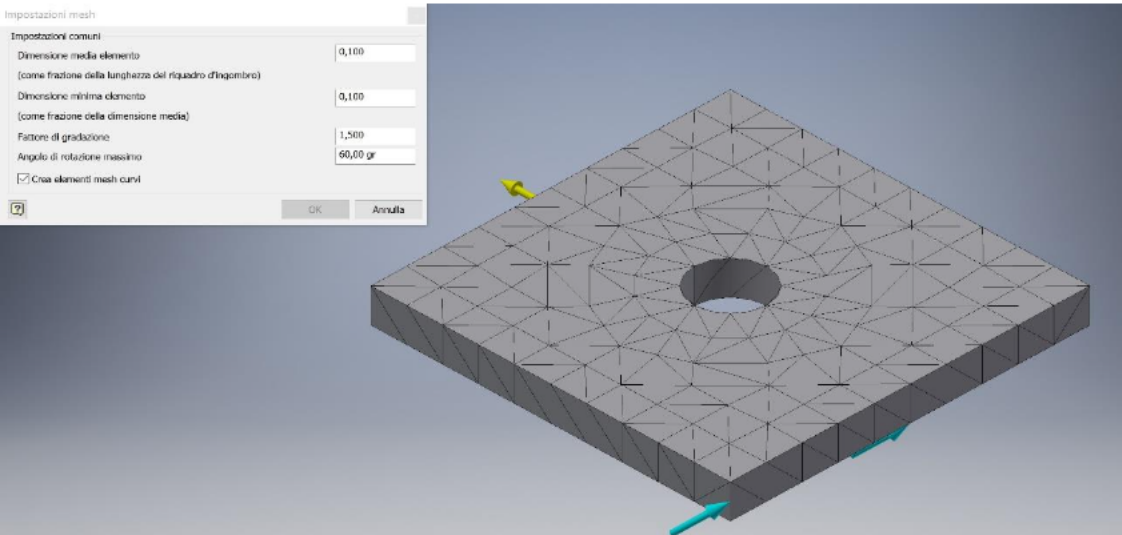 Impostazioni mesh
Impostazioni comuni
Dimensione media elemento 0,100
(come frazione della lunghezza del riquadro d'ingombro)
Dimensione minima elemento 0,100
(come frazione della dimensione media)
Fattore di gradazione 1,500
Angolo di rotazione massimo 60,00 gr
Crea elementi mesh curvi
? OK Annulla